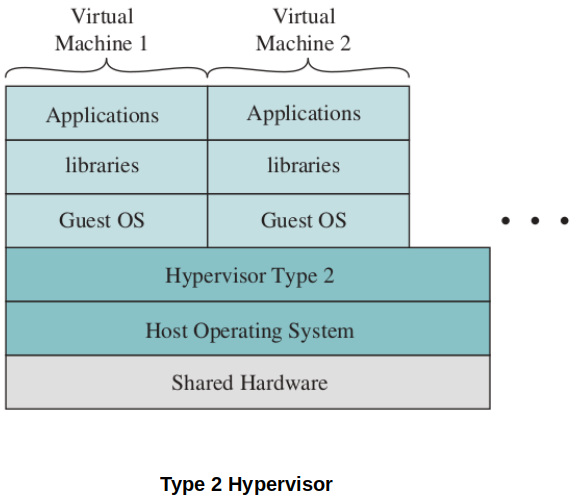 Virtual
Machine 1
Virtual
Machine 2
Applications
Applications
libraries
libraries
Guest OS
Guest OS
. . .
Hypervisor Type 2
Host Operating System
Shared Hardware
Type 2 Hypervisor